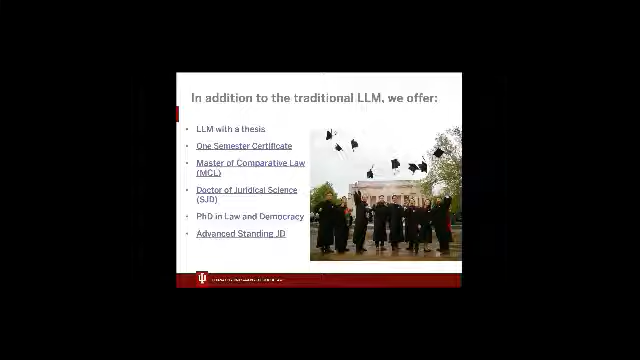 In addition to the traditional LLM, we offer:
• LLM with a thesis
• One Semester Certificate
• Master of Comparative Law
(MCL)
• Doctor of Juridical Science
(SJD)
• PhD in Law and Democracy
• Advanced Standing JD